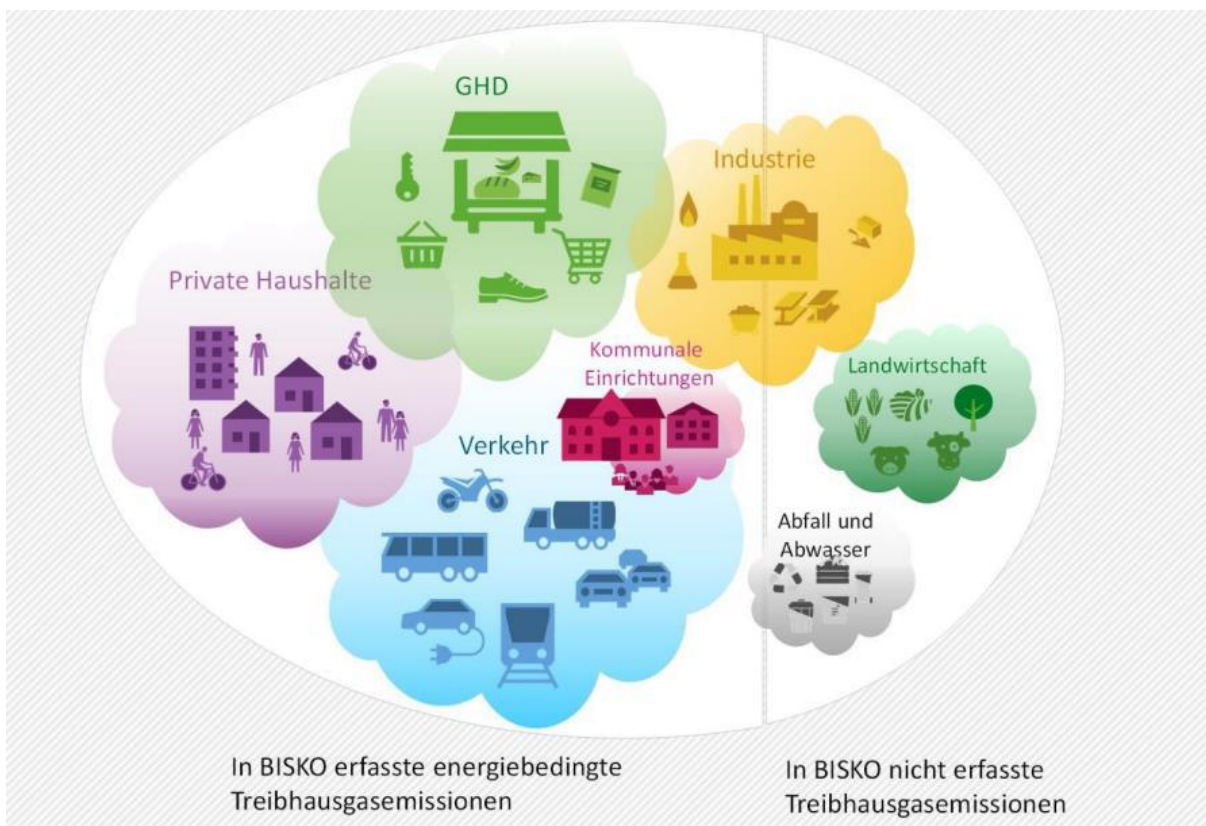 GHD
Industrie
Private Haushalte
Kommunale
Einrichtungen
Landwirtschaft
Verkehr
Abfall und
Abwasser
In BISKO erfasste energiebedingte
Treibhausgasemissionen
In BISKO nicht erfasste
Treibhausgasemissionen